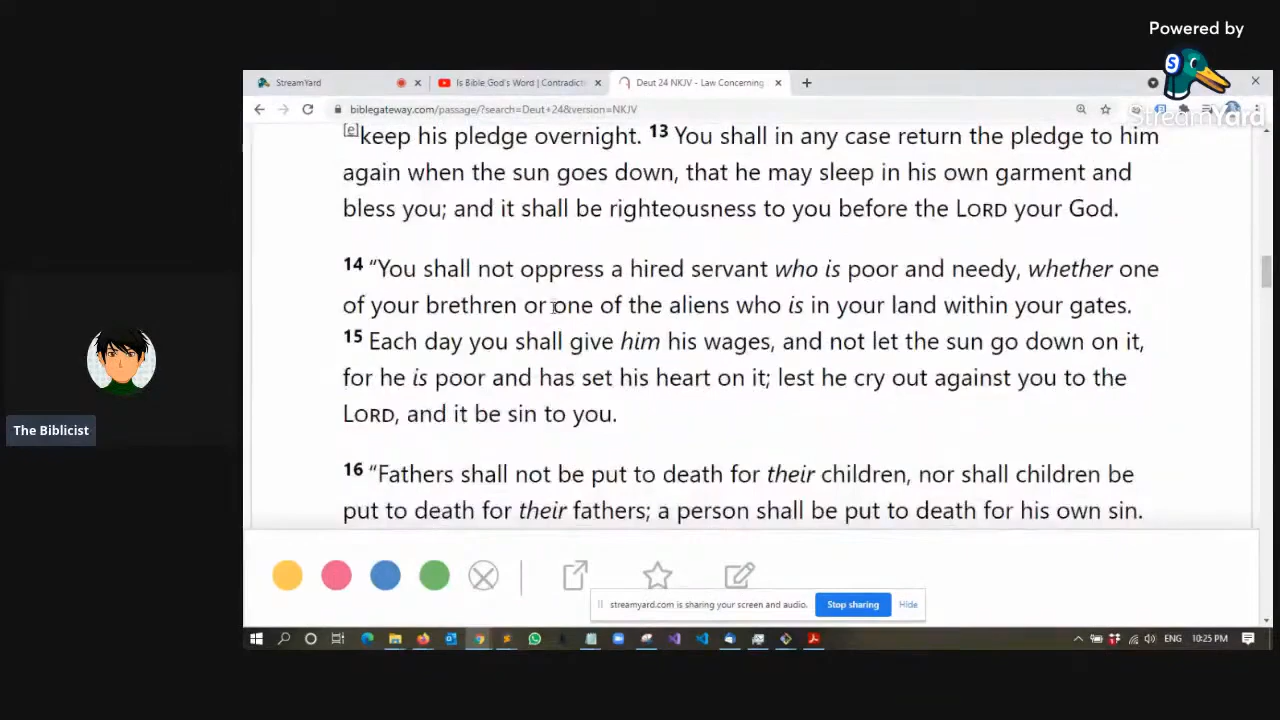 Powered by
StreamYard
StreamYard
Is Bible God's Word | Contradicti
Deut 24 NKJV - Law Concerning
biblegateway.com/passage/?search=Deut+24&version=NKJV
[e]keep his pledge overnight. 13 You shall in any case return the pledge to him
again when the sun goes down, that he may sleep in his own garment and
bless you; and it shall be righteousness to you before the LORD your God.
14 “You shall not oppress a hired servant who is poor and needy, whether one
of your brethren or one of the aliens who is in your land within your gates.
15 Each day you shall give him his wages, and not let the sun go down on it,
for he is poor and has set his heart on it; lest he cry out against you to the
LORD, and it be sin to you.
16 “Fathers shall not be put to death for their children, nor shall children be
put to death for their fathers; a person shall be put to death for his own sin.
The Biblicist
streamyard.com is sharing your screen and audio.
Stop sharing
Hide
ENG
10:25 PM